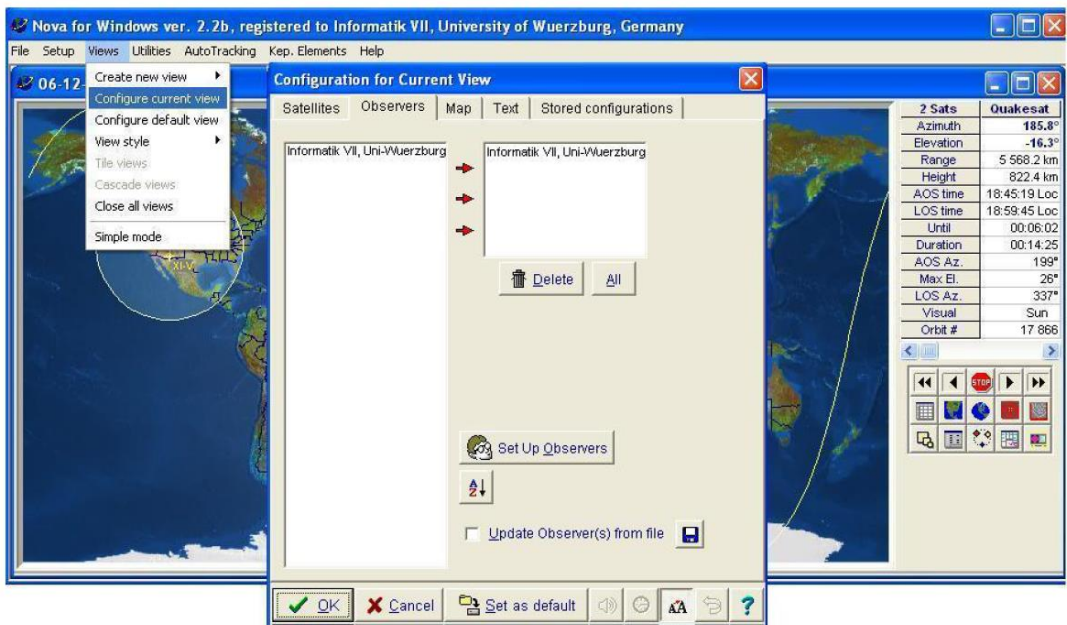 Nova for Windows ver. 2.2b, registered to Informatik VII, University of Wuerzburg, Germany
File Setup Views Utilities AutoTracking Kep. Elements Help
06-12-
Create new view
Configure current view
Configure default view
View style
Tile views
Cascade views
Close all views
Simple mode
XI-V
Configuration for Current View
Satellites Observers Map Text Stored configurations
Informatik VII, Uni-Wuerzburg Informatik VII, Uni-Wuerzburg
Delete All
Set Up Observers
A Z
Update Observer(s) from file
OK Cancel Set as default AA ?
2 Sats Quakesat
Azimuth 185.8°
Elevation -16.3°
Range 5 568.2 km
Height 822.4 km
AOS time 18:45:19 Loc
LOS time 18:59:45 Loc
Until 00:06:02
Duration 00:14:25
AOS Az. 199°
Max El. 26°
LOS Az. 337°
Visual Sun
Orbit # 17 866
STOP